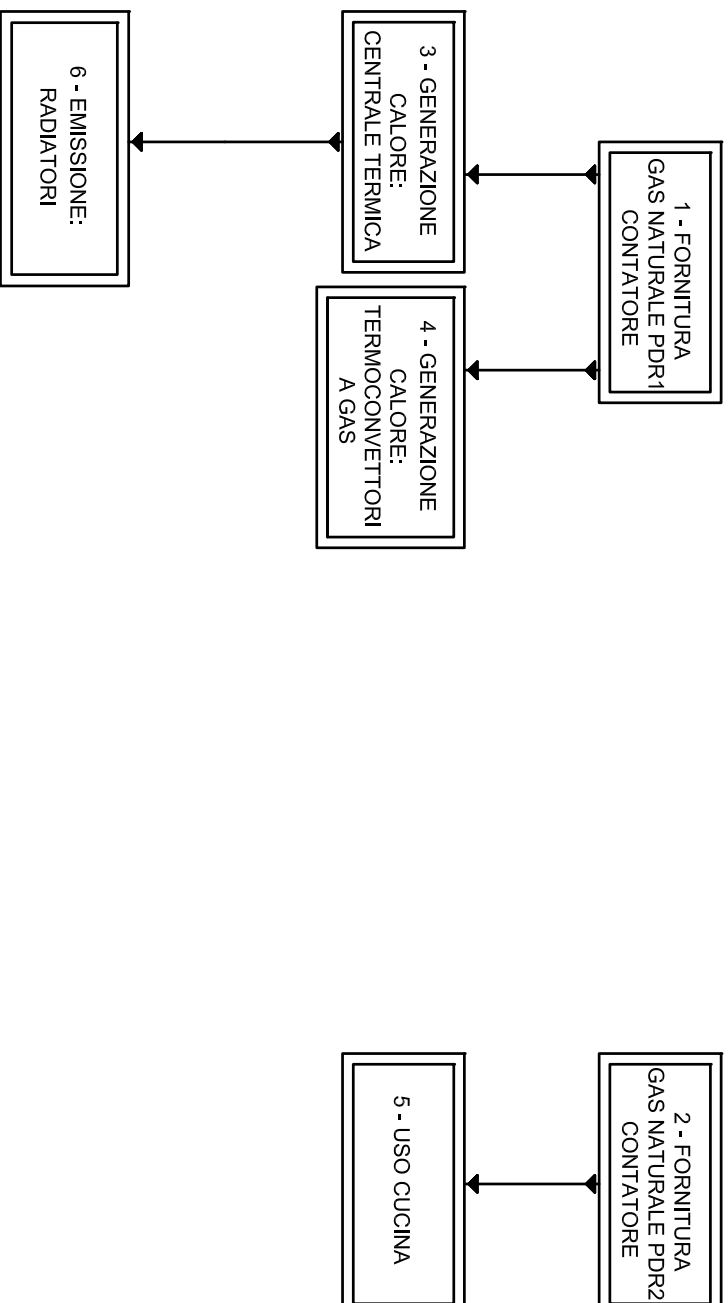 1 - FORNITURA
GAS NATURALE PDR1
CONTATORE
2 - FORNITURA
GAS NATURALE PDR2
CONTATORE
3 - GENERAZIONE
CALORE:
CENTRALE TERMICA
4 - GENERAZIONE
CALORE:
TERMOCONVETTORI
A GAS
5 - USO CUCINA
6 - EMISSIONE:
RADIATORI